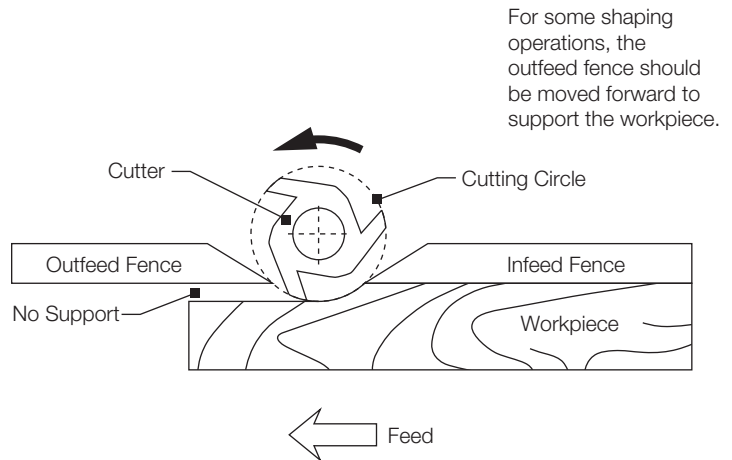 For some shaping
operations, the
outfeed fence should
be moved forward to
support the workpiece.
Cutter
Cutting Circle
Outfeed Fence
Infeed Fence
No Support
Workpiece
Feed